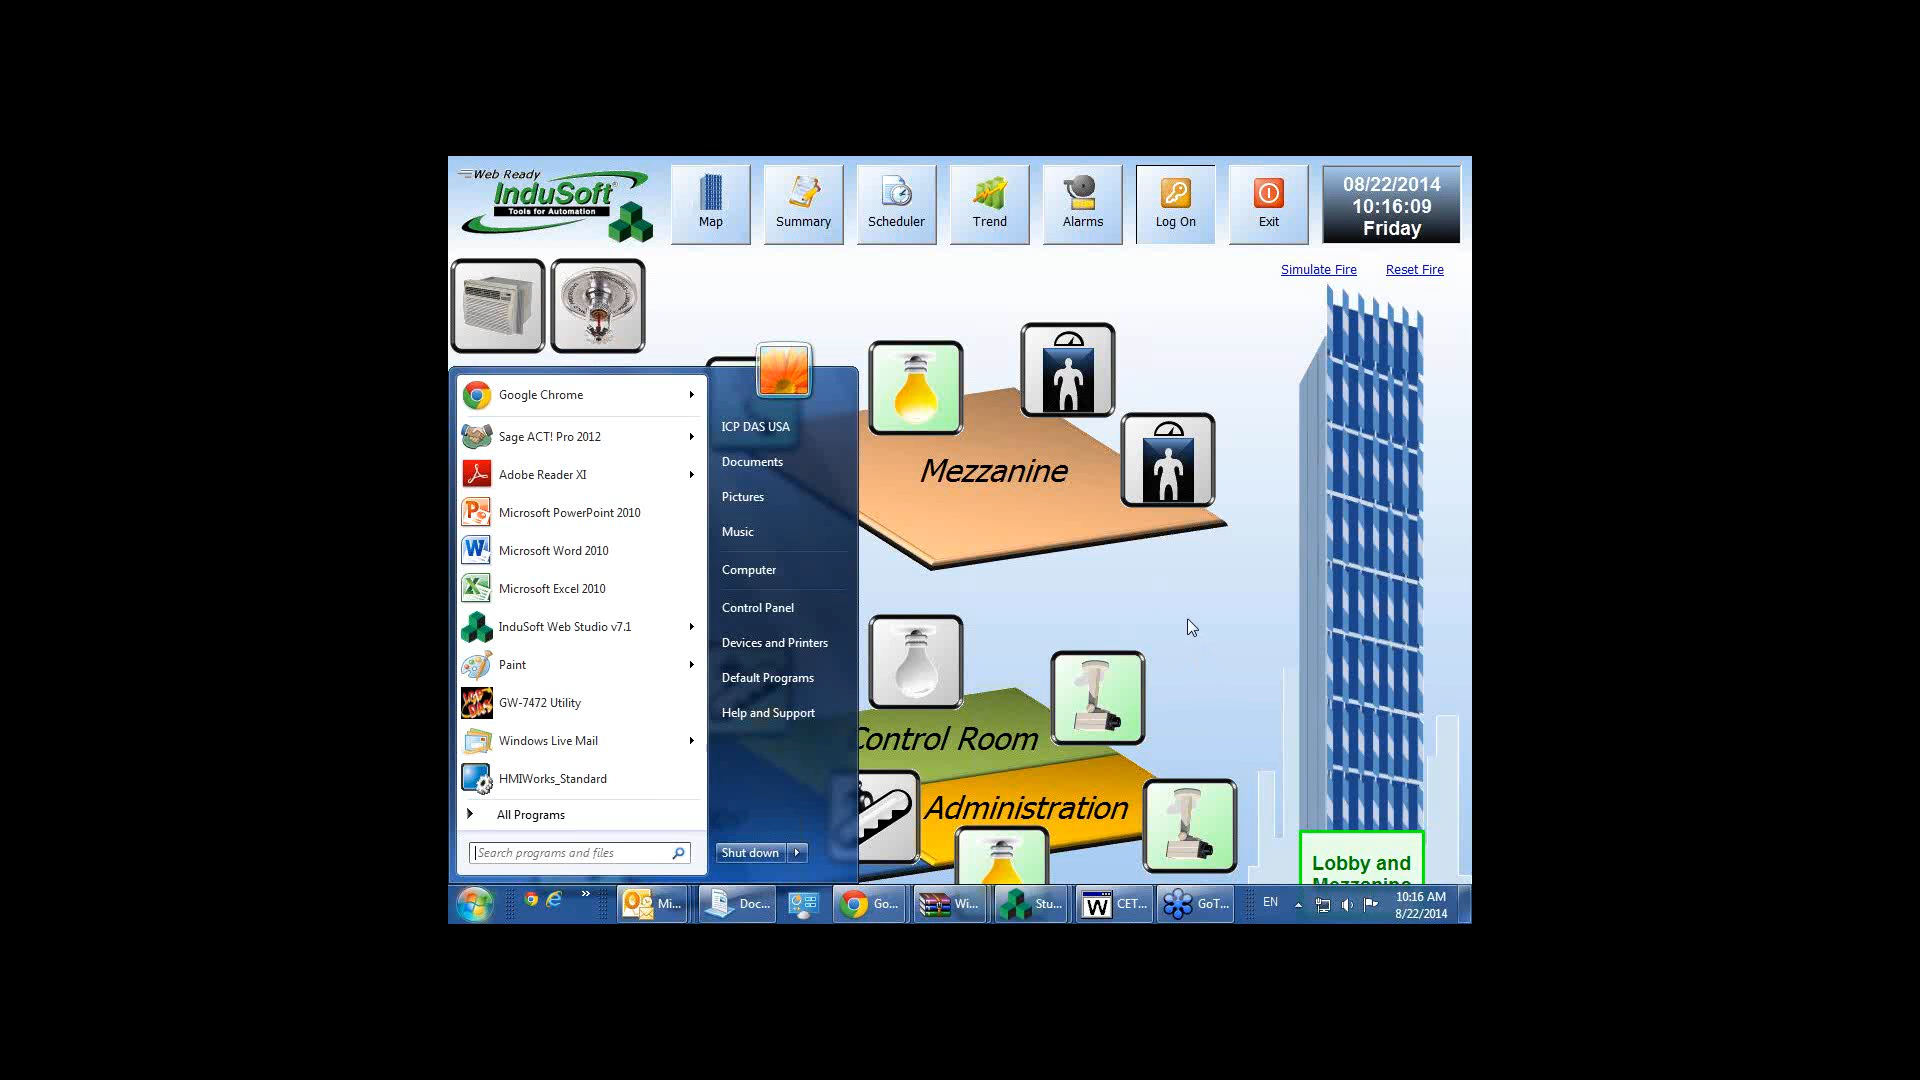 Web Ready
InduSoft
Tools for Automation
Map
Summary
Scheduler
Trend
Alarms
Log On
Exit
08/22/2014
10:16:09
Friday
Simulate Fire
Reset Fire
Mezzanine
Control Room
Administration
Lobby and
Mezzanine
Google Chrome
Sage ACT! Pro 2012
Adobe Reader XI
Microsoft PowerPoint 2010
Microsoft Word 2010
Microsoft Excel 2010
InduSoft Web Studio v7.1
Paint
GW-7472 Utility
Windows Live Mail
HMIWorks_Standard
All Programs
Search programs and files
ICP DAS USA
Documents
Pictures
Music
Computer
Control Panel
Devices and Printers
Default Programs
Help and Support
Shut down
Mi...
Doc...
Go...
Wi...
Stu...
CET...
GoT...
EN
10:16 AM
8/22/2014